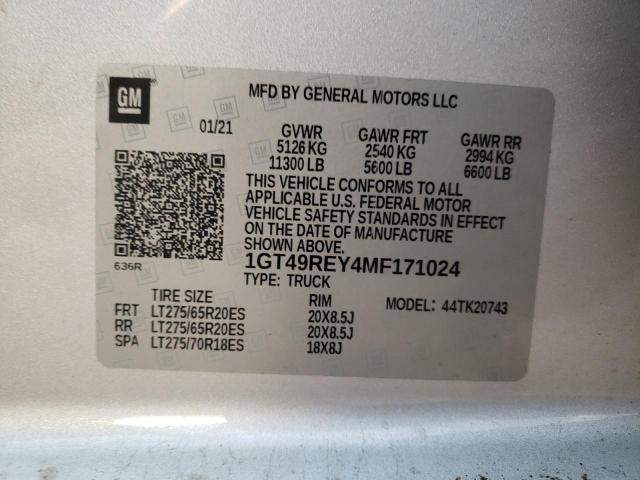 GM
MFD BY GENERAL MOTORS LLC
01/21
GVWR GAWR FRT GAWR RR
5126 KG 2540 KG 2994 KG
11300 LB 5600 LB 6600 LB
THIS VEHICLE CONFORMS TO ALL
APPLICABLE U.S. FEDERAL MOTOR
VEHICLE SAFETY STANDARDS IN EFFECT
ON THE DATE OF MANUFACTURE
SHOWN ABOVE.
636R
1GT49REY4MF171024
TYPE: TRUCK
TIRE SIZE RIM MODEL: 44TK20743
FRT LT275/65R20ES 20X8.5J
RR LT275/65R20ES 20X8.5J
SPA LT275/70R18ES 18X8J